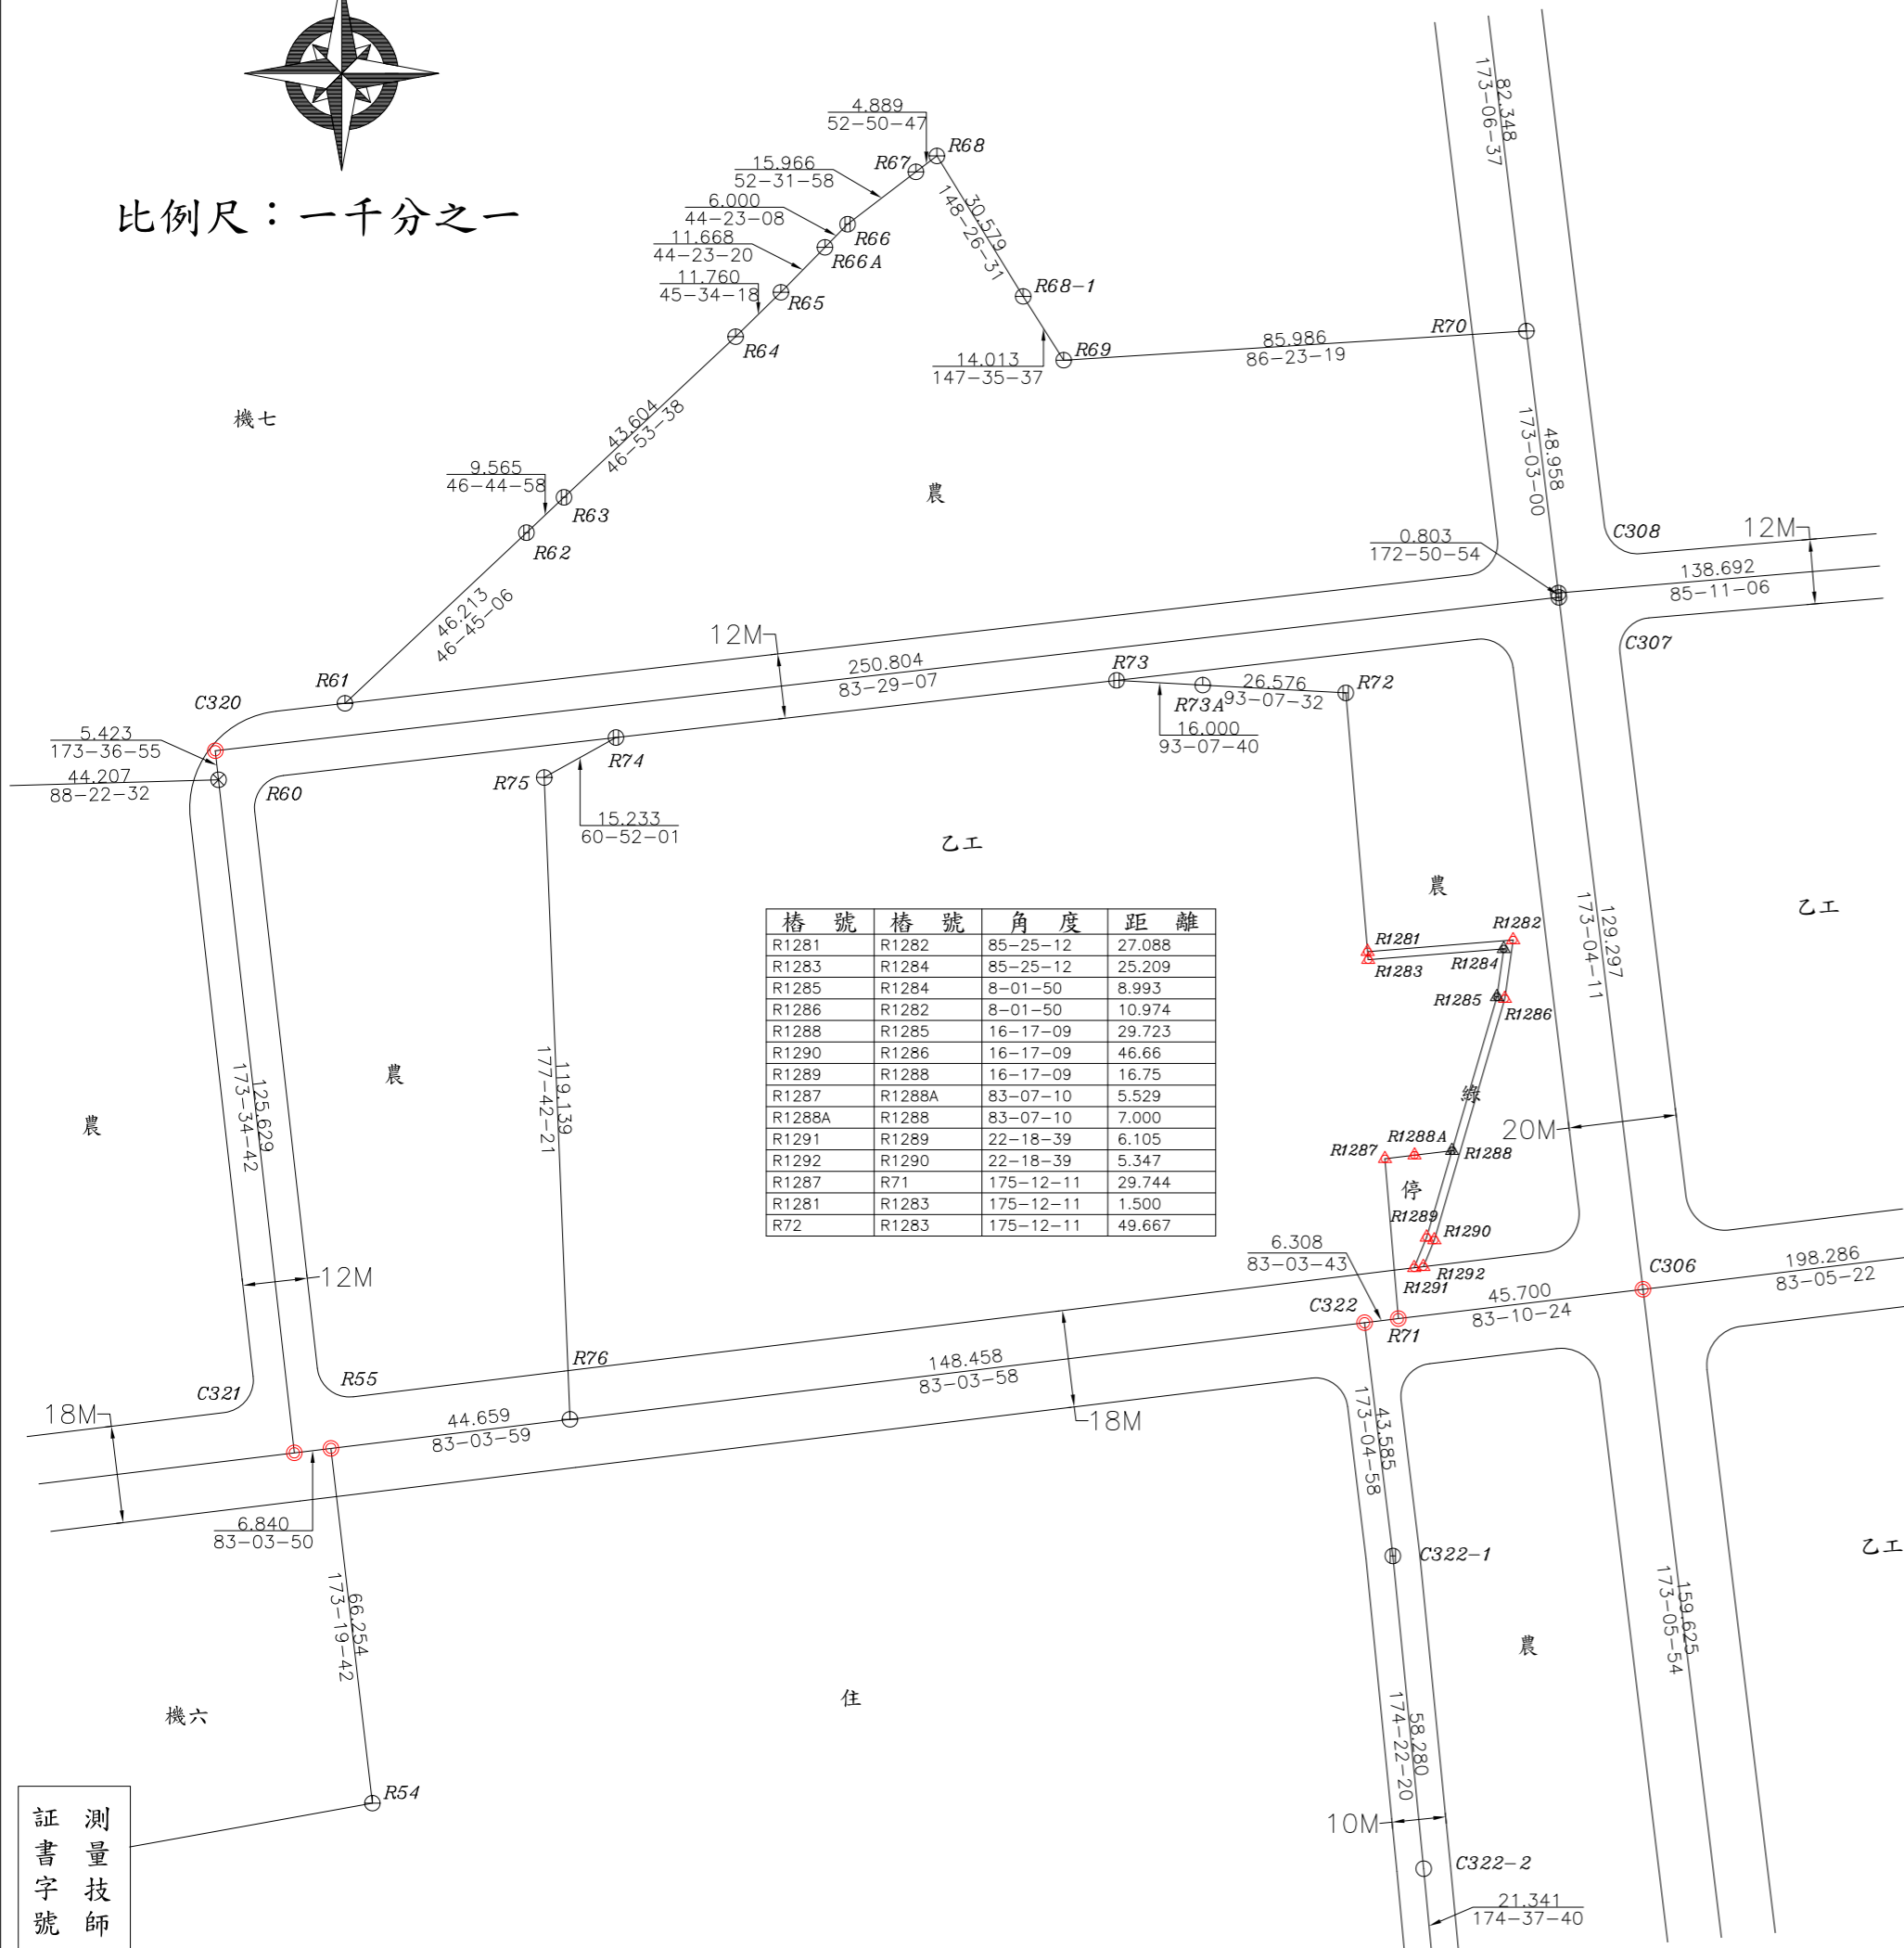 比例尺：一千分之一
82.348
173-06-37
4.889
52-50-47
R67
R68
15.966
52-31-58
6.000
44-23-08
R66
11.668
44-23-20
R66A
11.760
45-34-18
R65
R64
30.579
148-26-31
R68-1
14.013
147-35-37
R69
85.986
86-23-19
R70
機七
43.604
46-53-38
9.565
46-44-58
R63
R62
農
48.958
173-03-00
C308
12M
0.803
172-50-54
138.692
85-11-06
46.213
46-45-06
12M
C307
R61
250.804
83-29-07
R73
26.576
93-07-32
R72
R73A
16.000
93-07-40
C320
5.423
173-36-55
44.207
88-22-32
R60
R74
R75
15.233
60-52-01
乙工
農
乙工
樁 號 樁 號 角 度 距 離
R1281 R1282 85-25-12 27.088
R1283 R1284 85-25-12 25.209
R1285 R1284 8-01-50 8.993
R1286 R1282 8-01-50 10.974
R1288 R1285 16-17-09 29.723
R1290 R1286 16-17-09 46.66
R1289 R1288 16-17-09 16.75
R1287 R1288A 83-07-10 5.529
R1288A R1288 83-07-10 7.000
R1291 R1289 22-18-39 6.105
R1292 R1290 22-18-39 5.347
R1287 R71 175-12-11 29.744
R1281 R1283 175-12-11 1.500
R72 R1283 175-12-11 49.667
R1282
R1281
R1284
R1283
R1285
R1286
129.297
173-04-11
農
農
125.629
173-34-42
119.139
177-42-21
綠
20M
R1288A
R1287
R1288
停
R1289
R1290
6.308
83-03-43
R1292
R1291
12M
C306
198.286
83-05-22
45.700
83-10-24
C322
R71
R76
148.458
83-03-58
R55
C321
18M
44.659
83-03-59
18M
6.840
83-03-50
43.585
173-04-58
C322-1
乙工
66.254
173-19-42
159.625
173-05-54
農
住
機六
58.280
174-22-20
R54
10M
C322-2
21.341
174-37-40
測量技師
証書字號